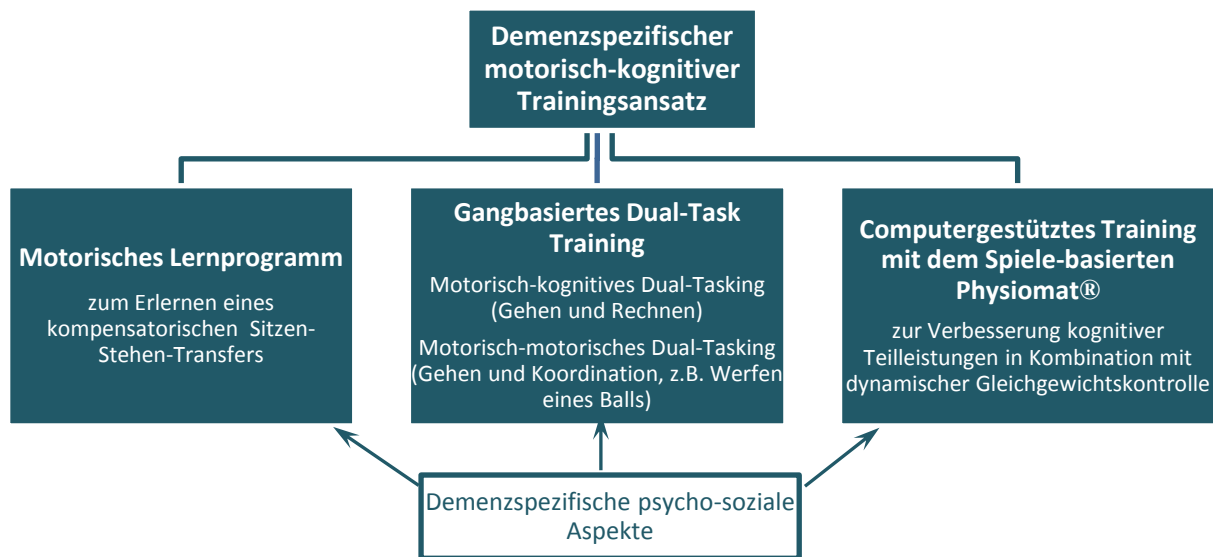 Demenzspezifischer
motorisch-kognitiver
Trainingsansatz
Motorisches Lernprogramm
zum Erlernen eines
kompensatorischen Sitzen-
Stehen-Transfers
Gangbasiertes Dual-Task
Training
Motorisch-kognitives Dual-Tasking
(Gehen und Rechnen)
Motorisch-motorisches Dual-Tasking
(Gehen und Koordination, z.B. Werfen
eines Balls)
Computergestütztes Training
mit dem Spiele-basierten
Physiomat®
zur Verbesserung kognitiver
Teilleistungen in Kombination mit
dynamischer Gleichgewichtskontrolle
Demenzspezifische psycho-soziale
Aspekte